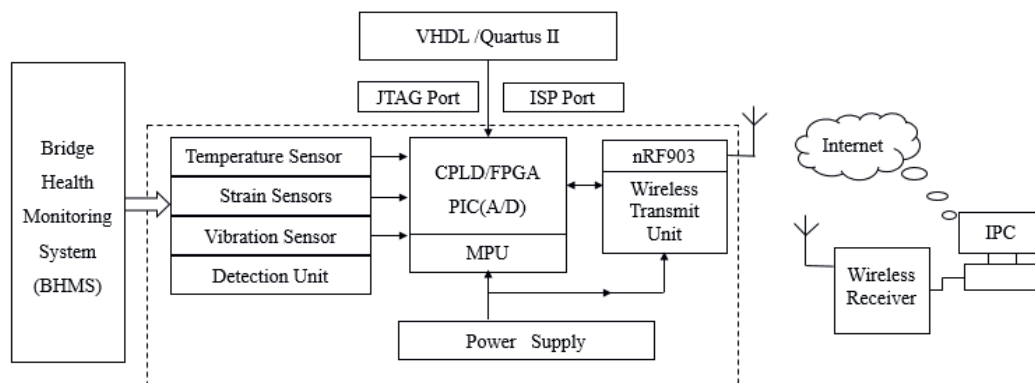 VHDL /Quartus II
JTAG Port
ISP Port
Bridge
Health
Monitoring
System
(BHMS)
Temperature Sensor
Strain Sensors
Vibration Sensor
Detection Unit
CPLD/FPGA
PIC(A/D)
MPU
nRF903
Wireless
Transmit
Unit
Power Supply
Internet
IPC
Wireless
Receiver